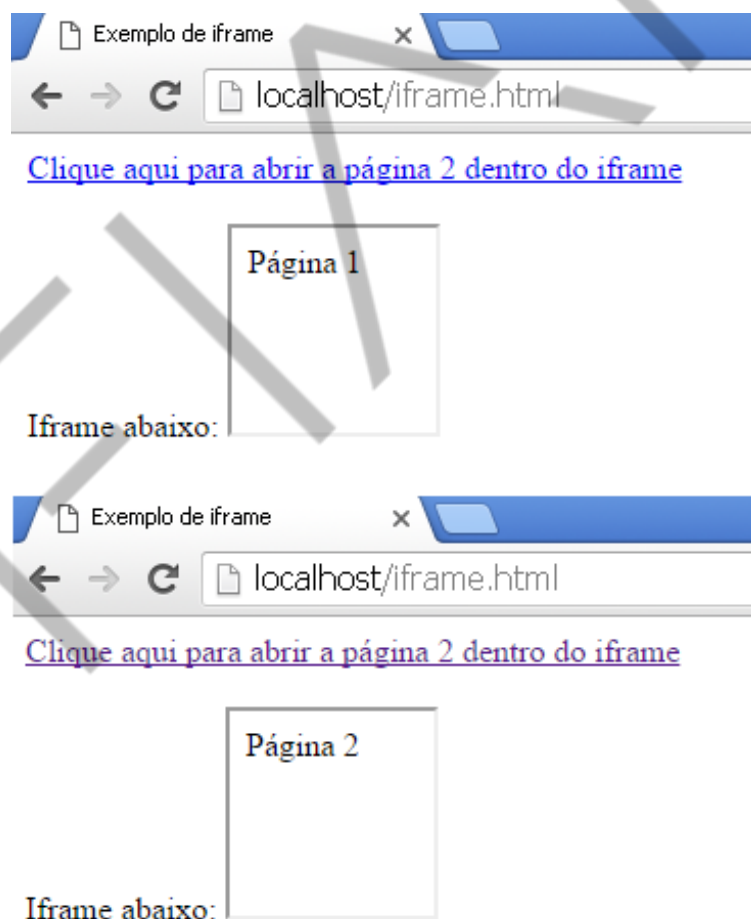 Exemplo de iframe
localhost/iframe.html
Clique aqui para abrir a página 2 dentro do iframe
Página 1
Iframe abaixo:
Exemplo de iframe
localhost/iframe.html
Clique aqui para abrir a página 2 dentro do iframe
Página 2
Iframe abaixo: